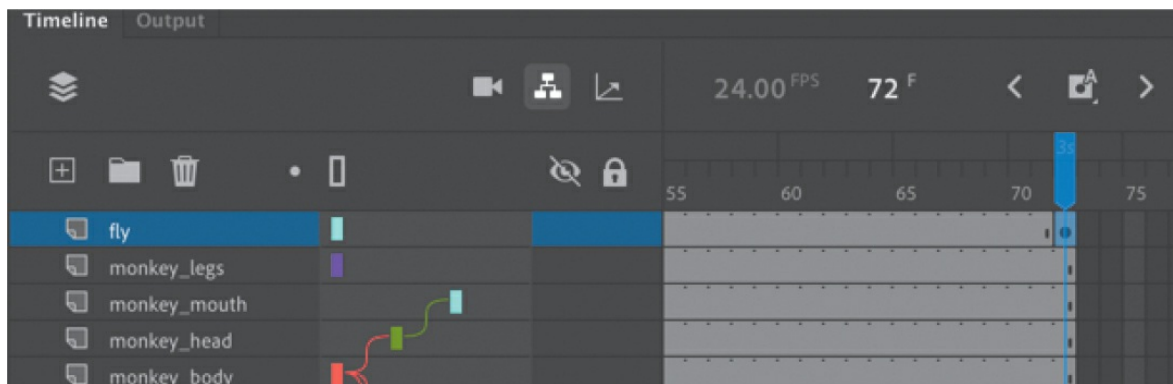 Timeline Output
24.00 FPS 72 F A
3s
55 60 65 70 75
fly
monkey_legs
monkey_mouth
monkey_head
monkey_body